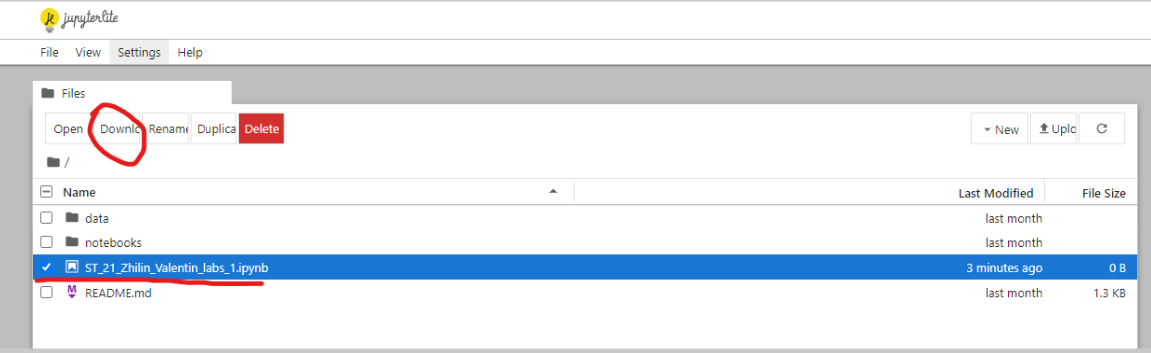 jupyterlite
File View Settings Help
Files
Open Downlo Rename Duplica Delete New Uplo
/
Name Last Modified File Size
data last month
notebooks last month
ST_21_Zhilin_Valentin_labs_1.ipynb 3 minutes ago 0 B
README.md last month 1.3 KB